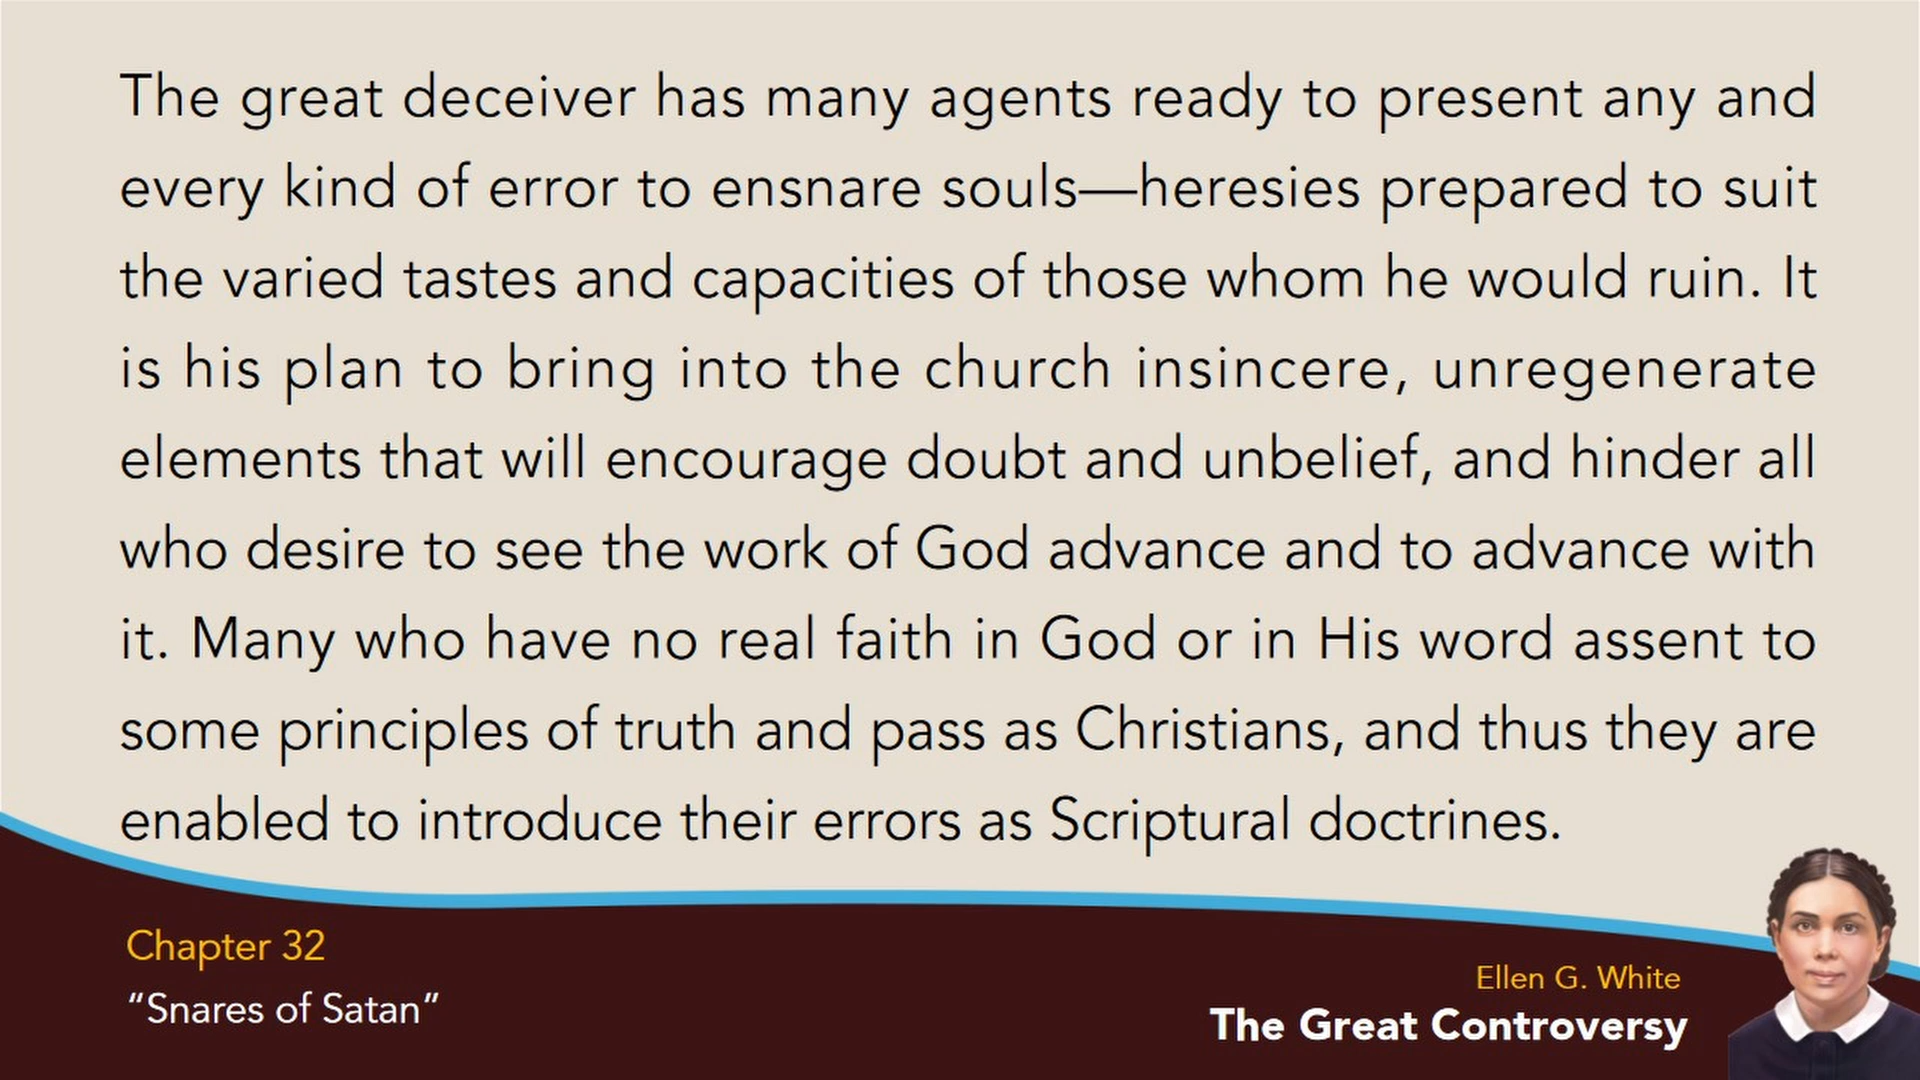 The great deceiver has many agents ready to present any and
every kind of error to ensnare souls—heresies prepared to suit
the varied tastes and capacities of those whom he would ruin. It
is his plan to bring into the church insincere, unregenerate
elements that will encourage doubt and unbelief, and hinder all
who desire to see the work of God advance and to advance with
it. Many who have no real faith in God or in His word assent to
some principles of truth and pass as Christians, and thus they are
enabled to introduce their errors as Scriptural doctrines.
Chapter 32
“Snares of Satan”
Ellen G. White
The Great Controversy